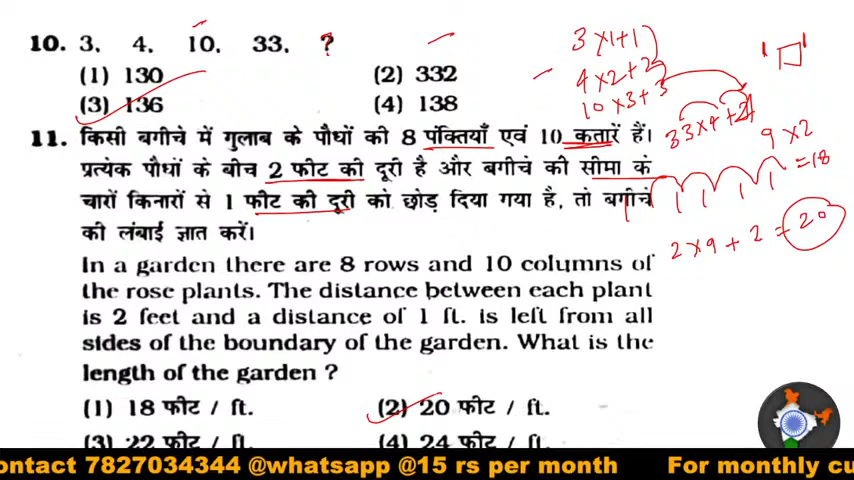 10. 3, 4, 10, 33, ?
(1) 130 (2) 332
(3) 136 (4) 138
3 x 1 + 1
4 x 2 + 2
10 x 3 + 3
33 x 4 + 4
11. किसी बगीचे में गुलाब के पौधों की 8 पंक्तियाँ एवं 10 कतारें हैं।
प्रत्येक पौधों के बीच 2 फीट की दूरी है और बगीचे की सीमा के
चारों किनारों से 1 फीट की दूरी को छोड़ दिया गया है, तो बगीचे
की लंबाई ज्ञात करें।
9 x 2
= 18
2 x 9 + 2 = 20
In a garden there are 8 rows and 10 columns of
the rose plants. The distance between each plant
is 2 feet and a distance of 1 ft. is left from all
sides of the boundary of the garden. What is the
length of the garden ?
(1) 18 फीट / ft. (2) 20 फीट / ft.
(3) 22 फीट / ft. (4) 24 फीट / ft.
ontact 7827034344 @whatsapp @15 rs per month For monthly cu